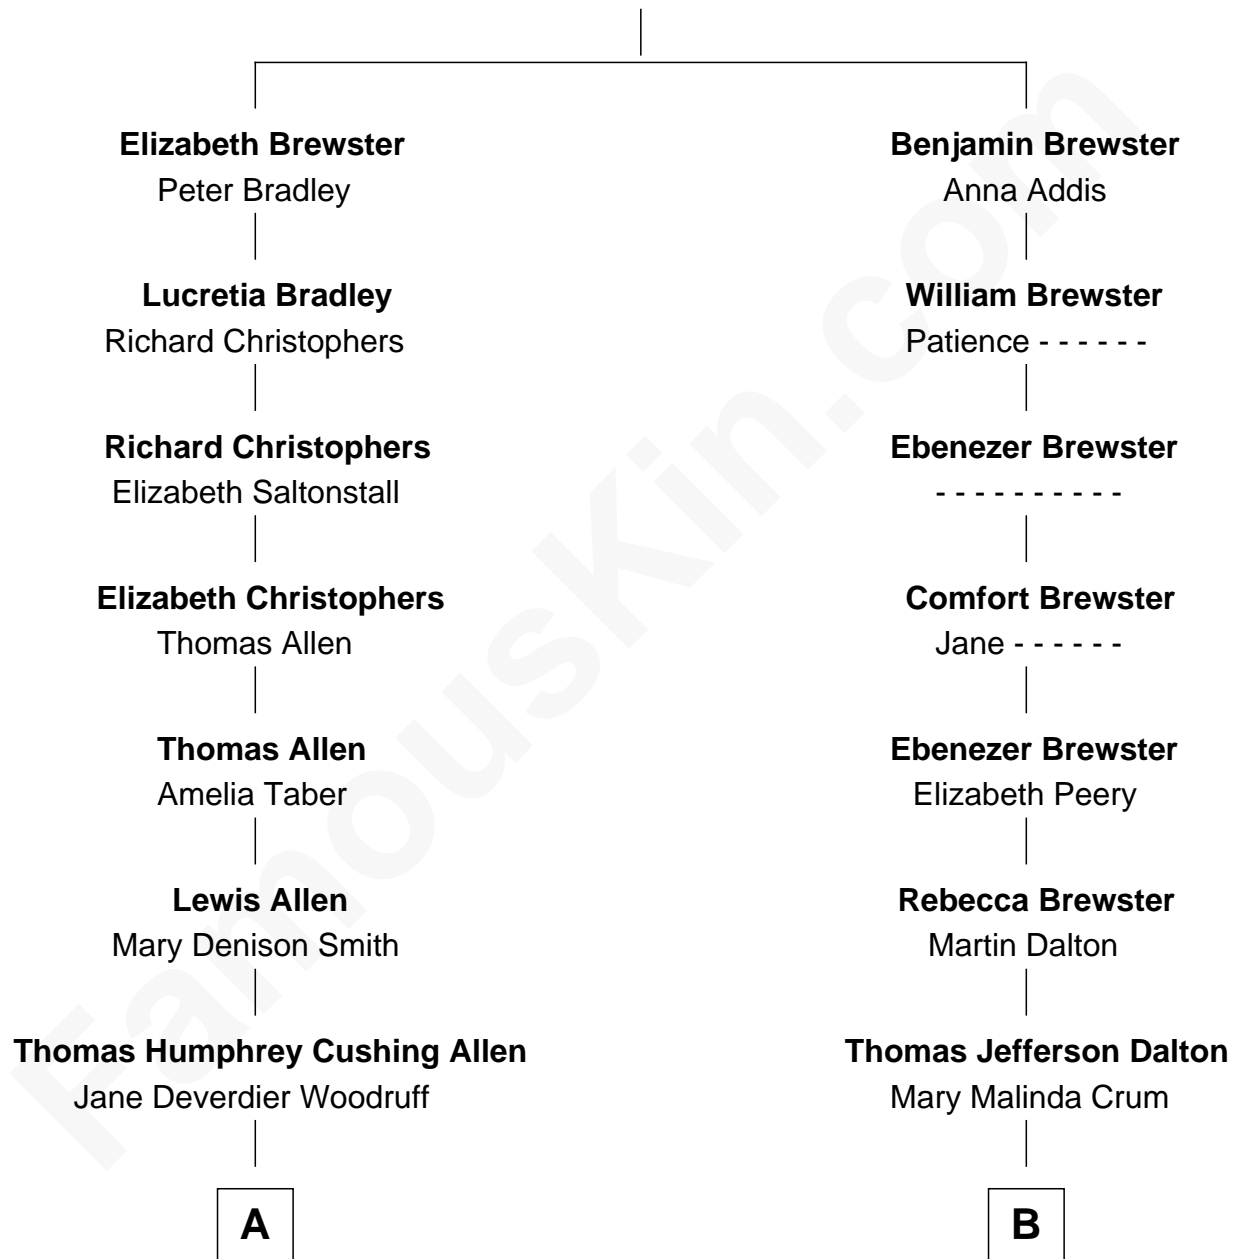 Elizabeth Brewster
Peter Bradley
Lucretia Bradley
Richard Christophers
Richard Christophers
Elizabeth Saltonstall
Elizabeth Christophers
Thomas Allen
Thomas Allen
Amelia Taber
Lewis Allen
Mary Denison Smith
Thomas Humphrey Cushing Allen
Jane Deverdier Woodruff
A
Benjamin Brewster
Anna Addis
William Brewster
Patience - - - - - -
Ebenezer Brewster
- - - - - - - - - -
Comfort Brewster
Jane - - - - - -
Ebenezer Brewster
Elizabeth Peery
Rebecca Brewster
Martin Dalton
Thomas Jefferson Dalton
Mary Malinda Crum
B
FamousKin.com